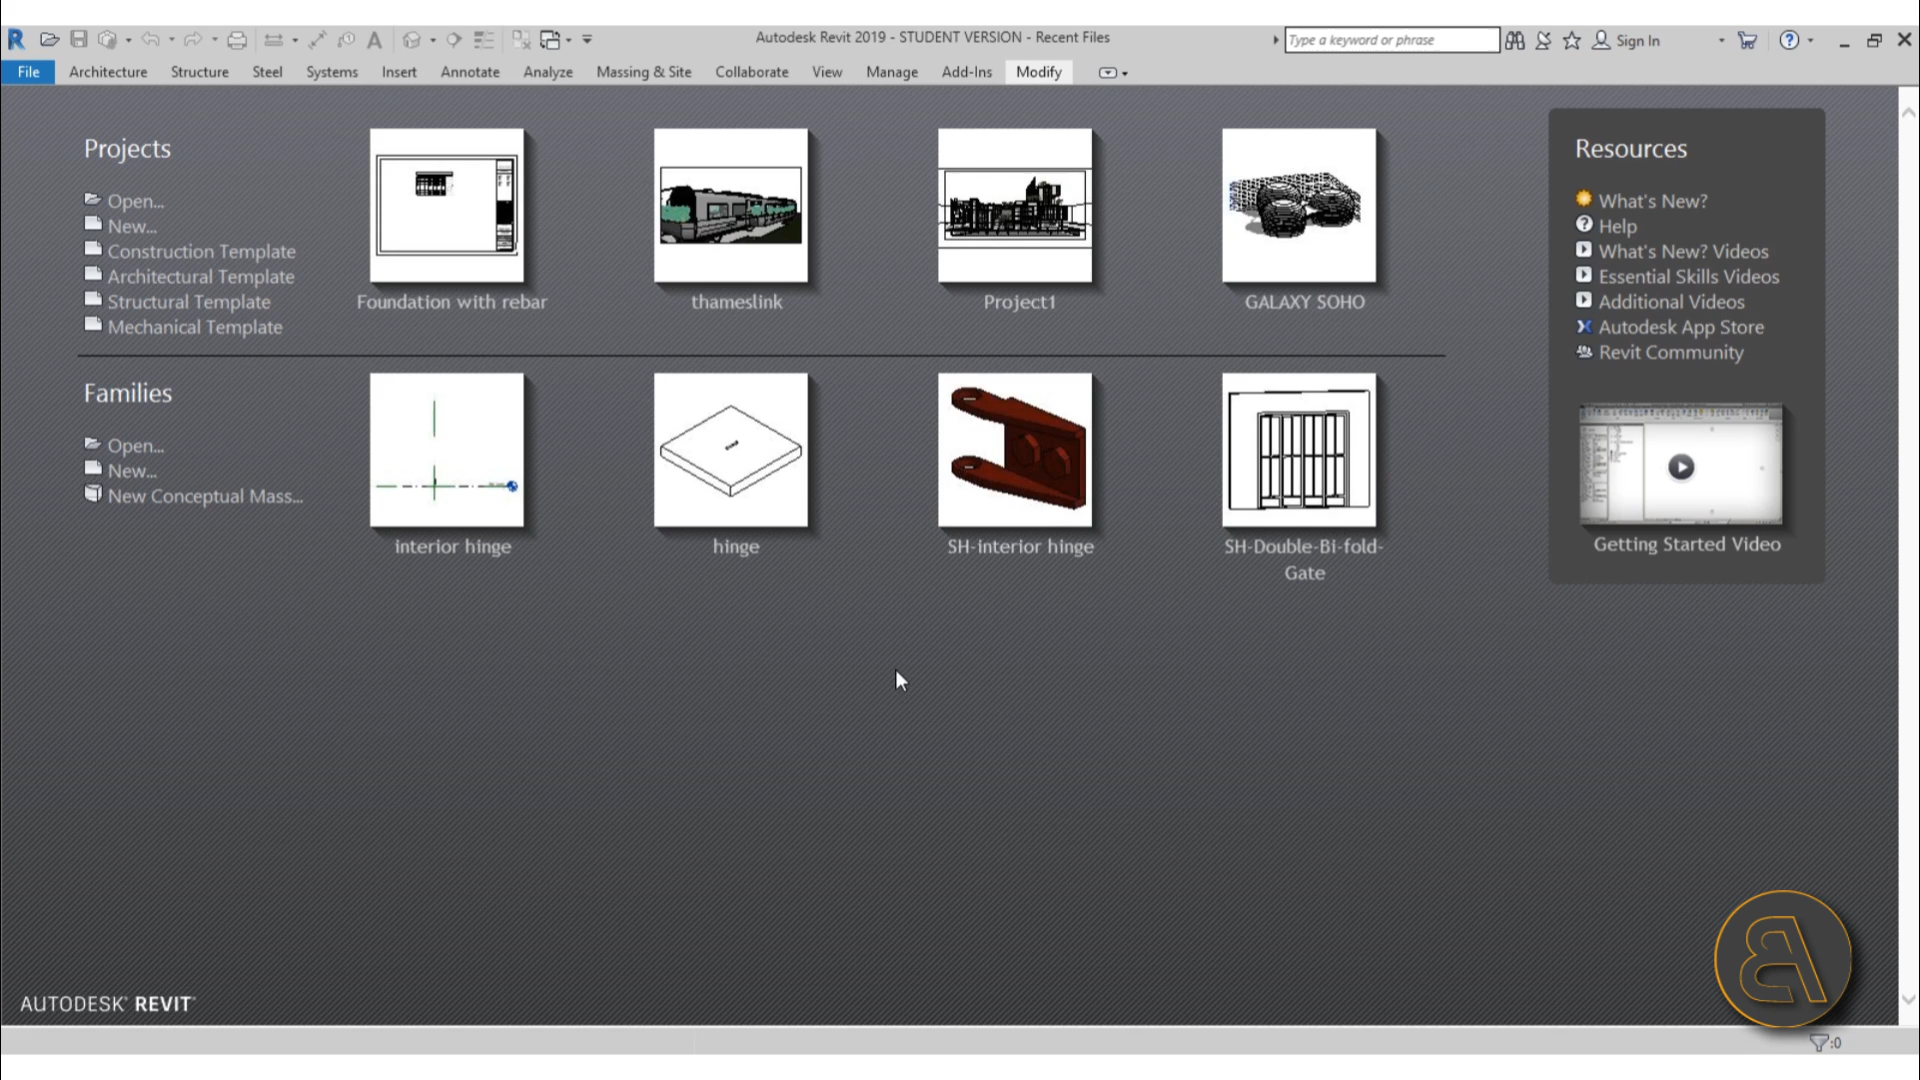 Autodesk Revit 2019 - STUDENT VERSION - Recent Files
Type a keyword or phrase
Sign In
File Architecture Structure Steel Systems Insert Annotate Analyze Massing & Site Collaborate View Manage Add-Ins Modify
Projects
Open...
New...
Construction Template
Architectural Template
Structural Template
Mechanical Template
Foundation with rebar
thameslink
Project1
GALAXY SOHO
Families
Open...
New...
New Conceptual Mass...
interior hinge
hinge
SH-interior hinge
SH-Double-Bi-fold-
Gate
Resources
What's New?
Help
What's New? Videos
Essential Skills Videos
Additional Videos
Autodesk App Store
Revit Community
Getting Started Video
AUTODESK® REVIT®
:0